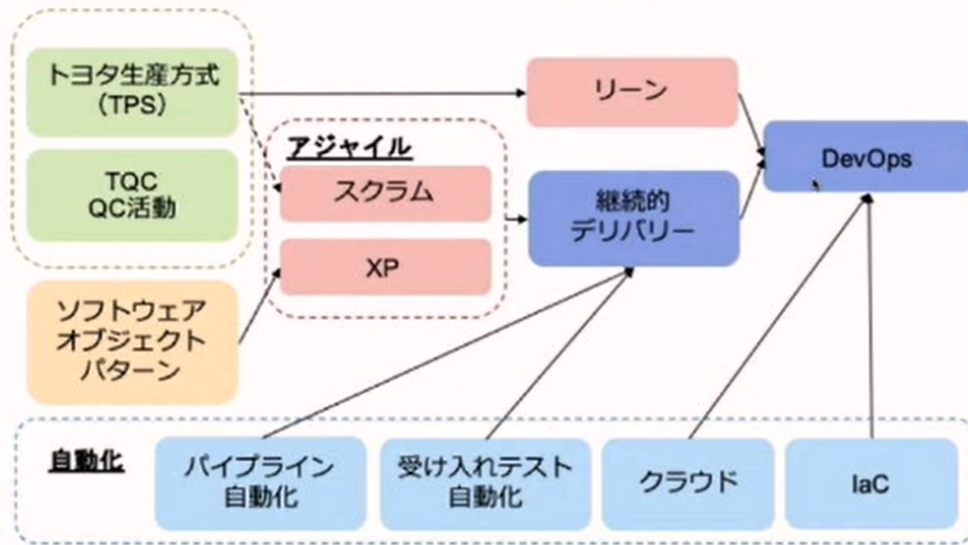 トヨタ生産方式
（TPS）
リーン
DevOps
アジャイル
TQC
QC活動
スクラム
継続的
デリバリー
XP
ソフトウェア
オブジェクト
パターン
自動化
パイプライン
自動化
受け入れテスト
自動化
クラウド
IaC